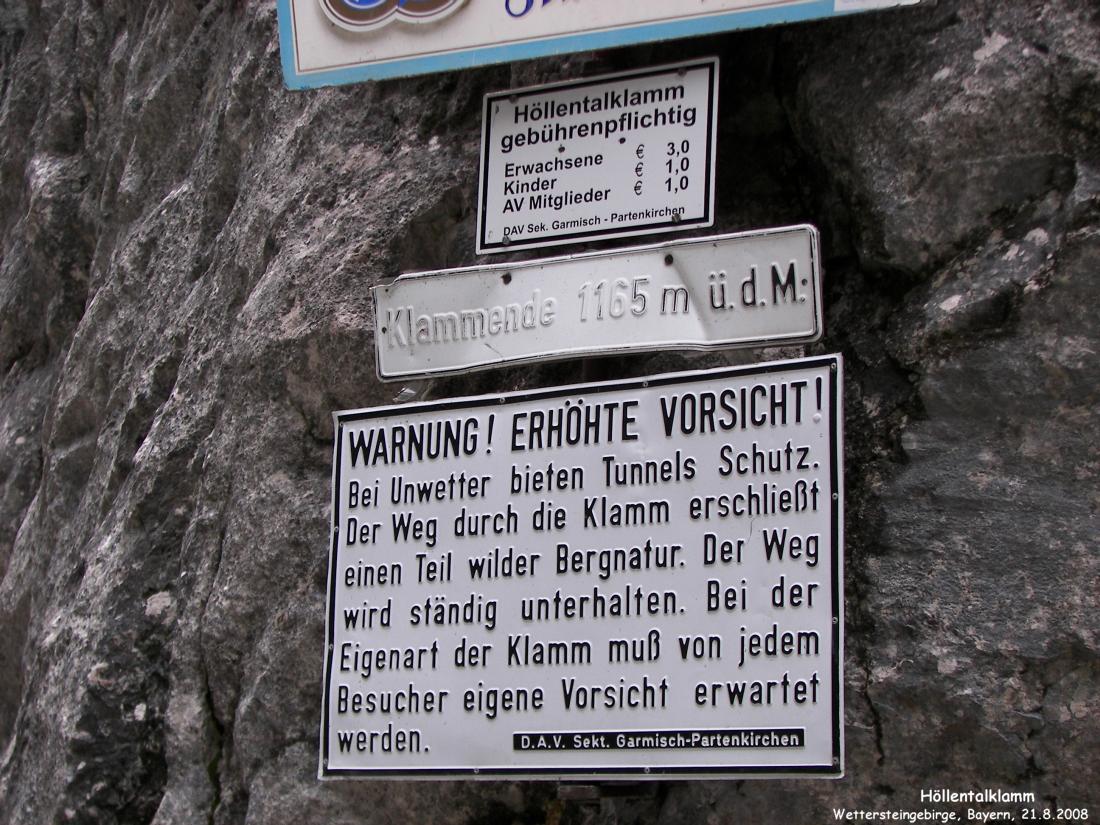 Höllentalklamm
gebührenpflichtig
Erwachsene € 3,0
Kinder € 1,0
AV Mitglieder € 1,0
DAV Sek. Garmisch - Partenkirchen
Klammende 1165 m ü.d.M.
WARNUNG! ERHÖHTE VORSICHT!
Bei Unwetter bieten Tunnels Schutz.
Der Weg durch die Klamm erschließt
einen Teil wilder Bergnatur. Der Weg
wird ständig unterhalten. Bei der
Eigenart der Klamm muß von jedem
Besucher eigene Vorsicht erwartet
werden.
D.A.V. Sekt. Garmisch-Partenkirchen
Höllentalklamm
Wettersteingebirge, Bayern, 21.8.2008